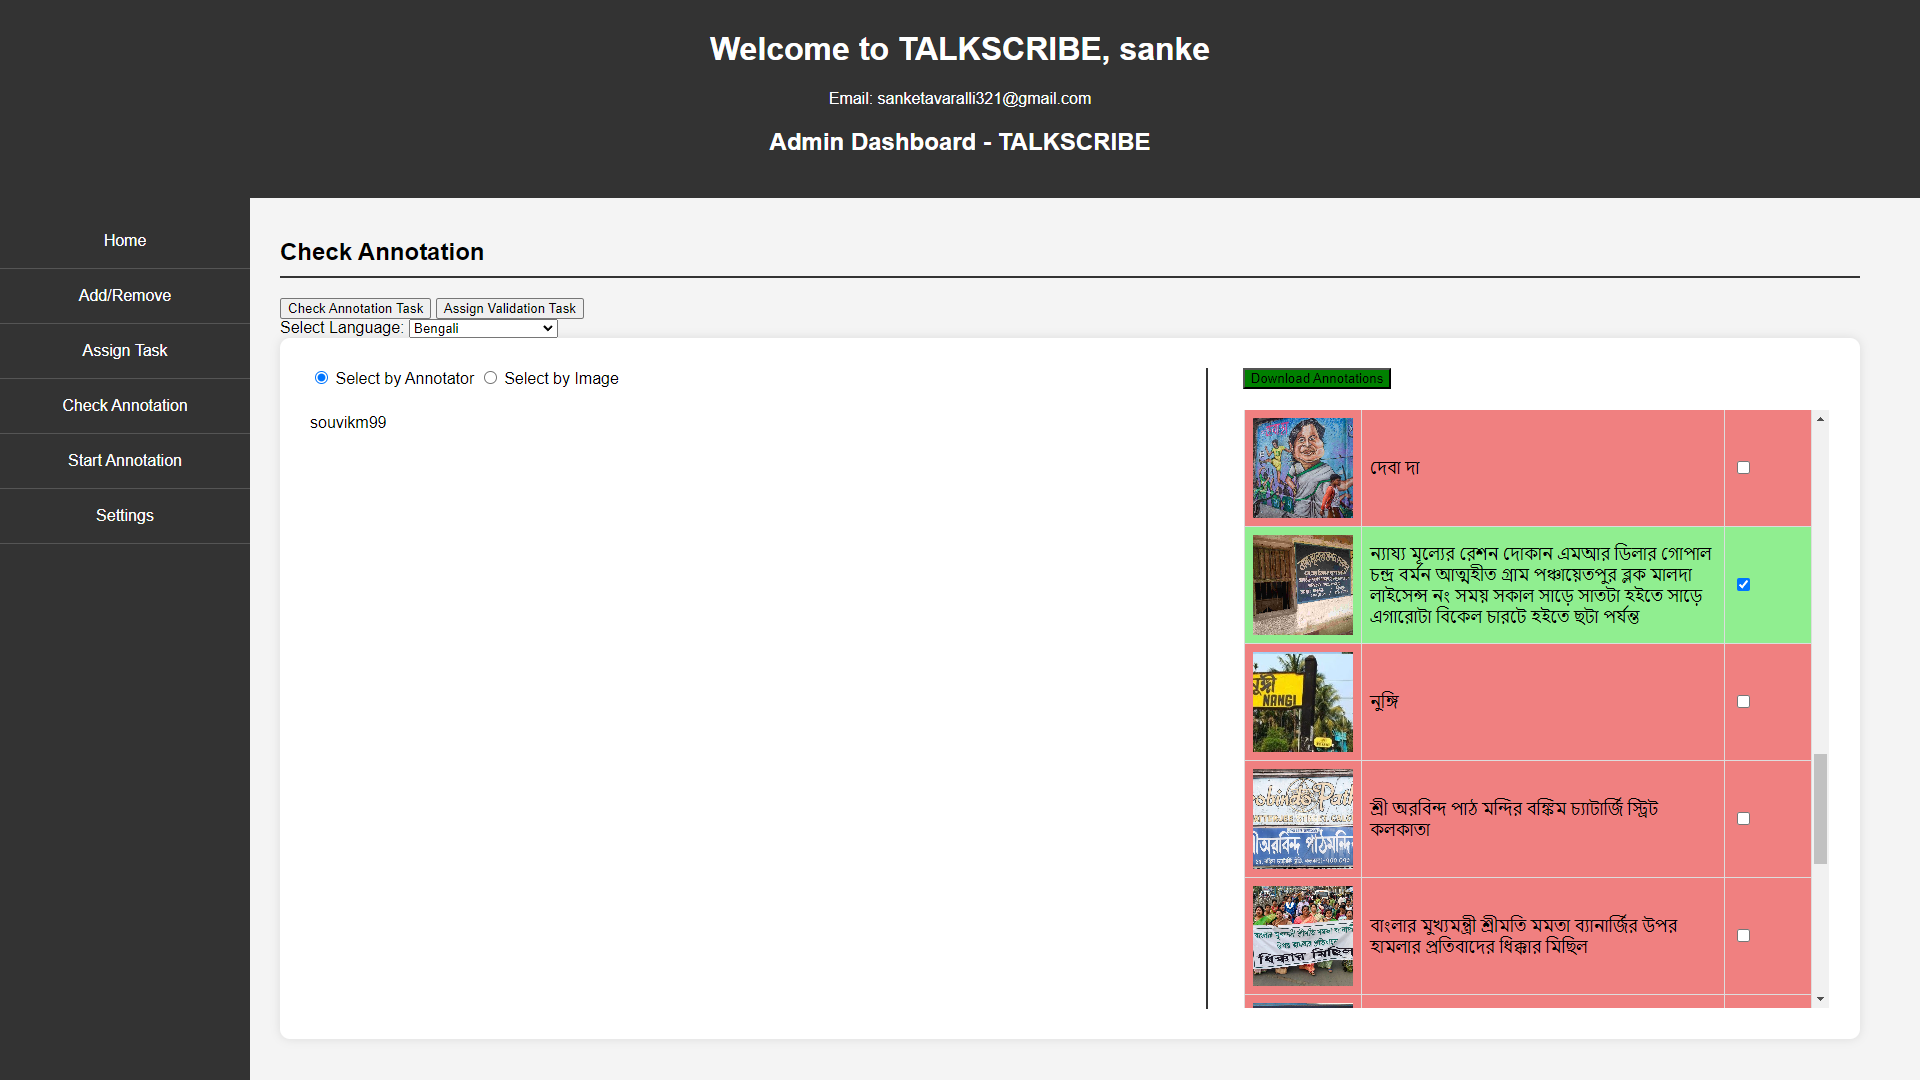 Welcome to TALKSCRIBE, sanke
Email: sanketavaralli321@gmail.com
Admin Dashboard - TALKSCRIBE
Home
Add/Remove
Assign Task
Check Annotation
Start Annotation
Settings
Check Annotation
Check Annotation Task Assign Validation Task
Select Language: Bengali
Select by Annotator Select by Image
souvikm99
Download Annotations
দেবা দা
ন্যায্য মূল্যের রেশন দোকান এমআর ডিলার গোপাল
চন্দ্র বর্মন আত্মহীত গ্রাম পঞ্চায়েতপুর ব্লক মালদা
লাইসেন্স নং সময় সকাল সাড়ে সাতটা হইতে সাড়ে
এগারোটা বিকেল চারটে হইতে ছটা পর্যন্ত
নুঙ্গী
NANGI
নুঙ্গি
শ্রী অরবিন্দ পাঠ মন্দির বঙ্কিম চ্যাটার্জি স্ট্রিট
কলকাতা
অরবিন্দ পাঠমন্দি
বাংলার মুখ্যমন্ত্রী শ্রীমতি মমতা ব্যানার্জির উপর
হামলার প্রতিবাদের ধিক্কার মিছিল
ধিক্কার মিছিল